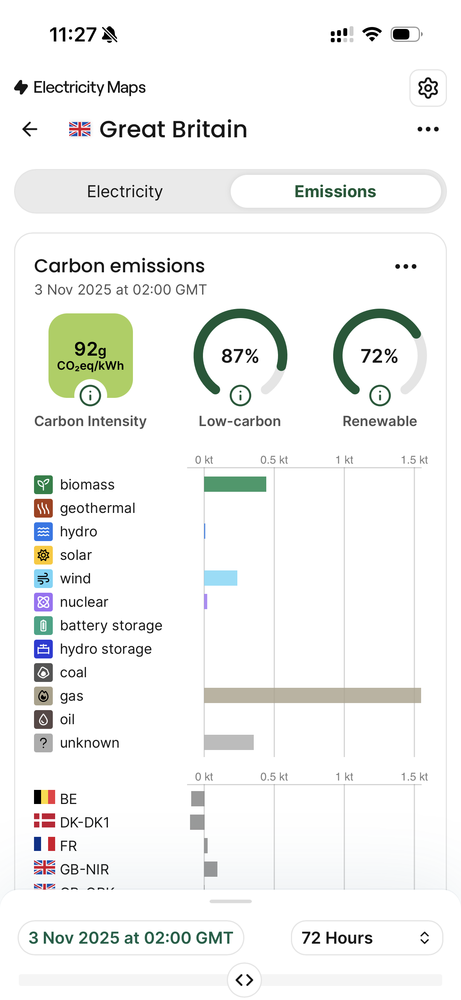 11:27
Electricity Maps
Great Britain
Electricity
Emissions
Carbon emissions
3 Nov 2025 at 02:00 GMT
92g
CO₂eq/kWh
87%
72%
Carbon Intensity
Low-carbon
Renewable
0 kt 0.5 kt 1 kt 1.5 kt
biomass
geothermal
hydro
solar
wind
nuclear
battery storage
hydro storage
coal
gas
oil
? unknown
0 kt 0.5 kt 1 kt 1.5 kt
BE
DK-DK1
FR
GB-NIR
3 Nov 2025 at 02:00 GMT
72 Hours